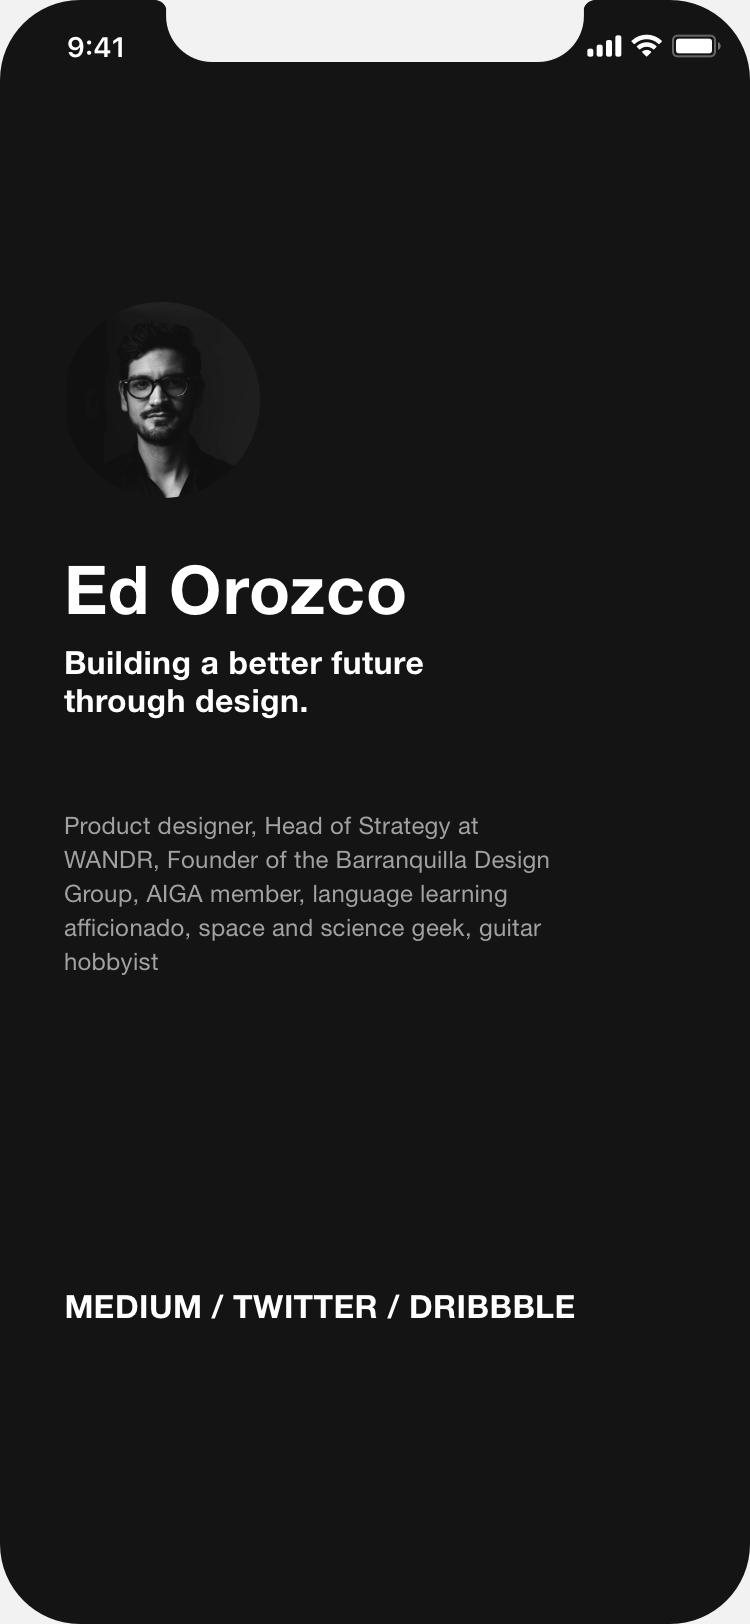 9:41
Ed Orozco
Building a better future
through design.
Product designer, Head of Strategy at
WANDR, Founder of the Barranquilla Design
Group, AIGA member, language learning
afficionado, space and science geek, guitar
hobbyist
MEDIUM / TWITTER / DRIBBBLE